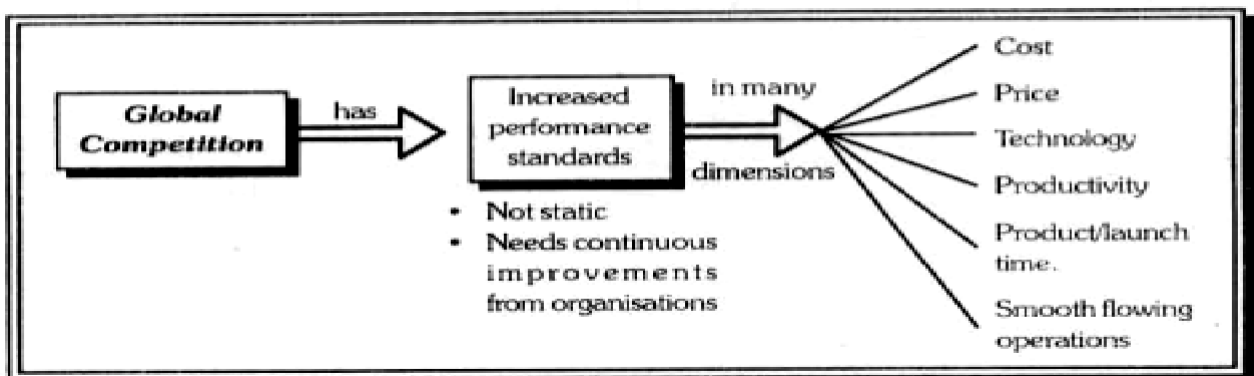 Global
Competition
has
Increased
performance
standards
• Not static
• Needs continuous
improvements
from organisations
in many
dimensions
Cost
Price
Technology
Productivity
Product/launch
time.
Smooth flowing
operations